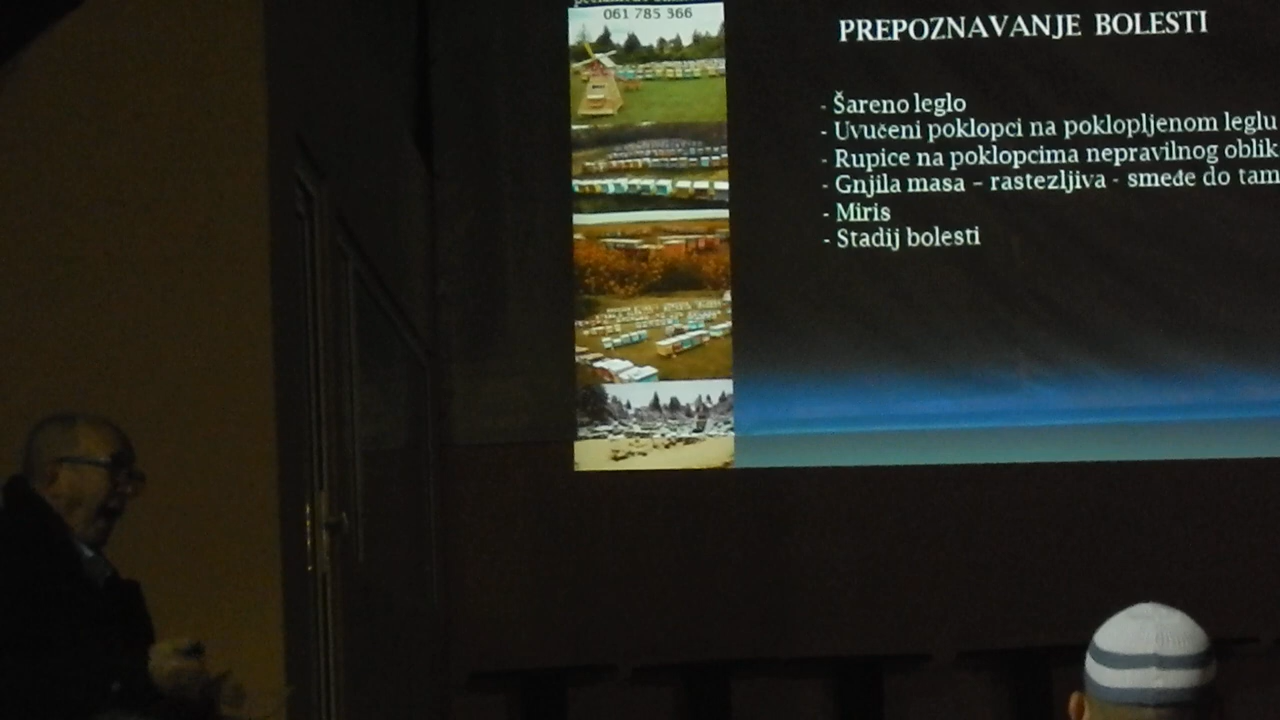 061 785 366
PREPOZNAVANJE BOLESTI
- Šareno leglo
- Uvučeni poklopci na poklopljenom leglu
- Rupice na poklopcima nepravilnog oblik
- Gnjila masa – rastezljiva - smeđe do tam
- Miris
- Stadij bolesti